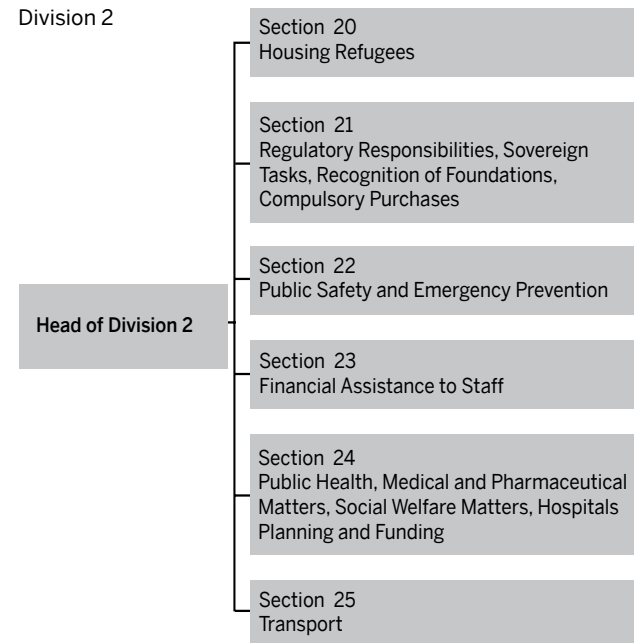 Division 2
Section 20
Housing Refugees
Section 21
Regulatory Responsibilities, Sovereign
Tasks, Recognition of Foundations,
Compulsory Purchases
Section 22
Public Safety and Emergency Prevention
Head of Division 2
Section 23
Financial Assistance to Staff
Section 24
Public Health, Medical and Pharmaceutical
Matters, Social Welfare Matters, Hospitals
Planning and Funding
Section 25
Transport